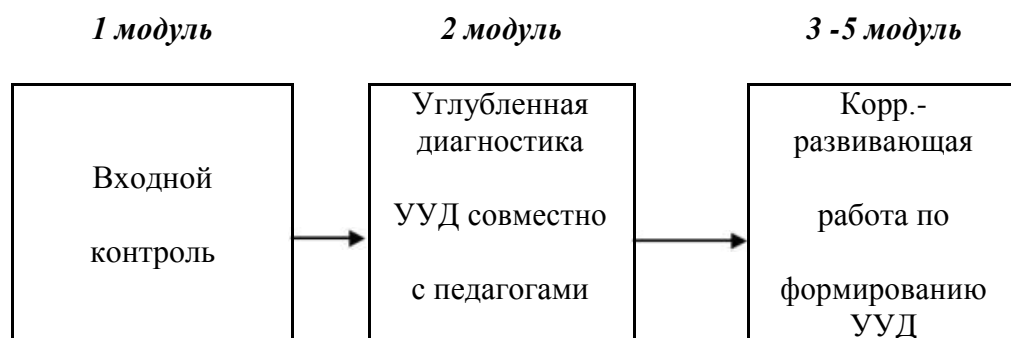 1 модуль
2 модуль
3 -5 модуль
Входной
контроль
Углубленная
диагностика
УУД совместно
с педагогами
Корр.-
развивающая
работа по
формированию
УУД